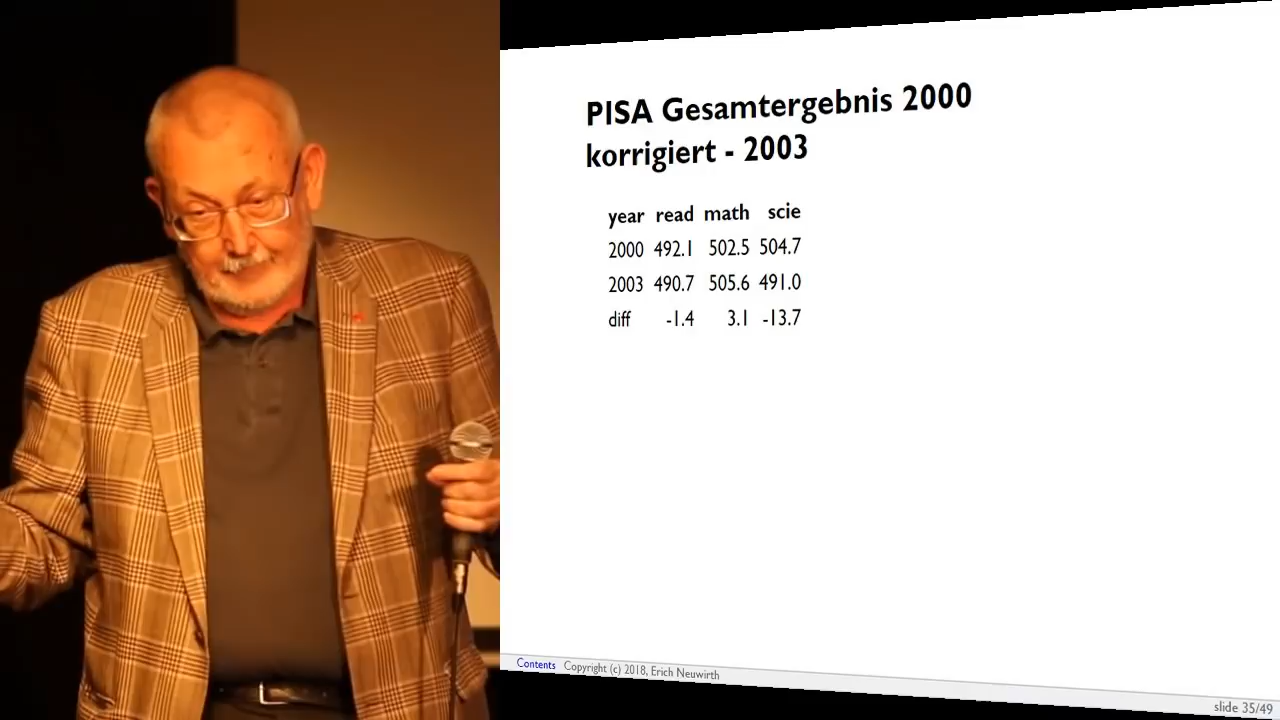 PISA Gesamtergebnis 2000
korrigiert - 2003
year read math scie
2000 492.1 502.5 504.7
2003 490.7 505.6 491.0
diff -1.4 3.1 -13.7
Contents Copyright (c) 2018, Erich Neuwirth
slide 35/49